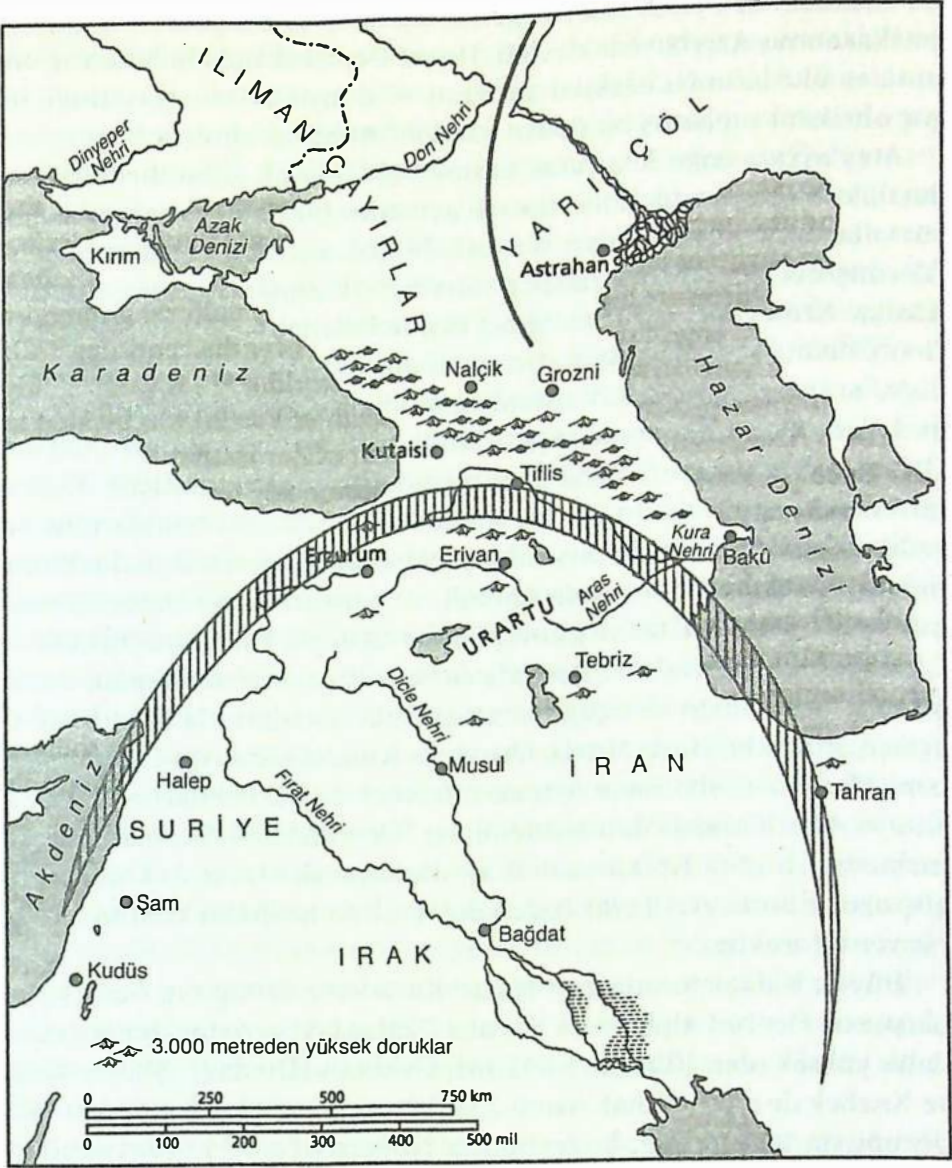 ILIMAN ÇAYIRLAR
YARI ÇÖL
Dinyeper
Nehri
Don Nehri
Azak
Denizi
Kırım
Astrahan
Karadeniz
Nalçik
Grozni
Hazar Denizi
Kutaisi
Tiflis
Kura
Nehri
Bakû
Erzurum
Erivan
Aras
Nehri
URARTU
Tebriz
Dicle Nehri
Musul
İRAN
Tahran
Halep
Fırat Nehri
Akdeniz
SURİYE
Şam
Bağdat
IRAK
Kudüs
3.000 metreden yüksek doruklar
0 250 500 750 km
0 100 200 300 400 500 mil